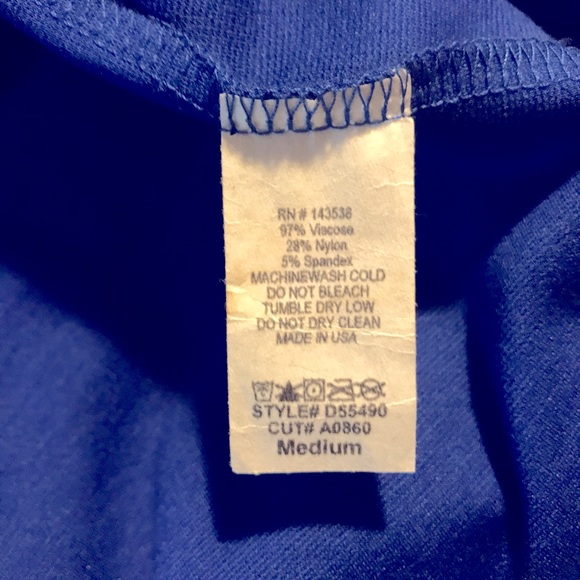 RN # 143538
97% Viscose
28% Nylon
5% Spandex
MACHINEWASH COLD
DO NOT BLEACH
TUMBLE DRY LOW
DO NOT DRY CLEAN
MADE IN USA
STYLE# D55490
CUT# A0860
Medium